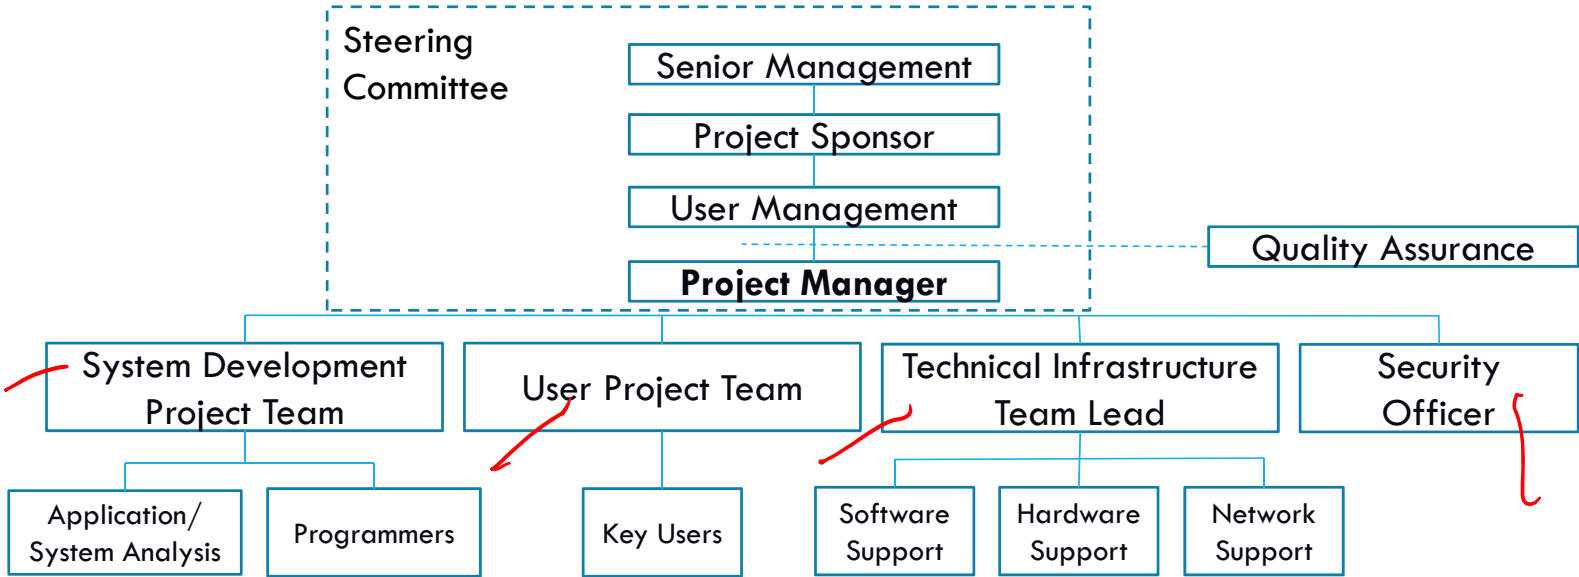 Steering
Committee
Senior Management
Project Sponsor
User Management
Quality Assurance
Project Manager
System Development
Project Team
User Project Team
Technical Infrastructure
Team Lead
Security
Officer
Application/
System Analysis
Programmers
Key Users
Software
Support
Hardware
Support
Network
Support